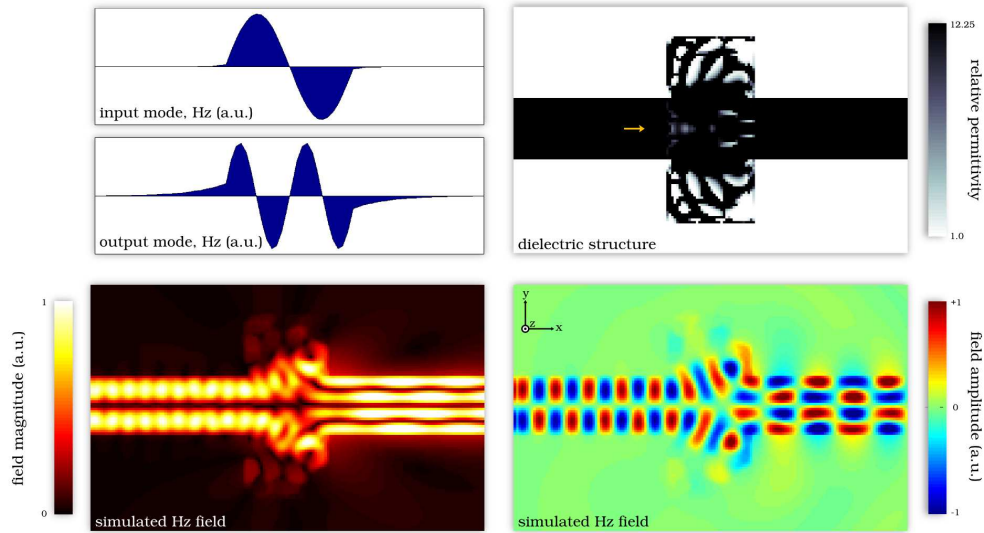 input mode, Hz (a.u.)
output mode, Hz (a.u.)
dielectric structure
12.25
relative permittivity
1.0
1
field magnitude (a.u.)
0
simulated Hz field
y
z
x
simulated Hz field
+1
0
-1
field amplitude (a.u.)